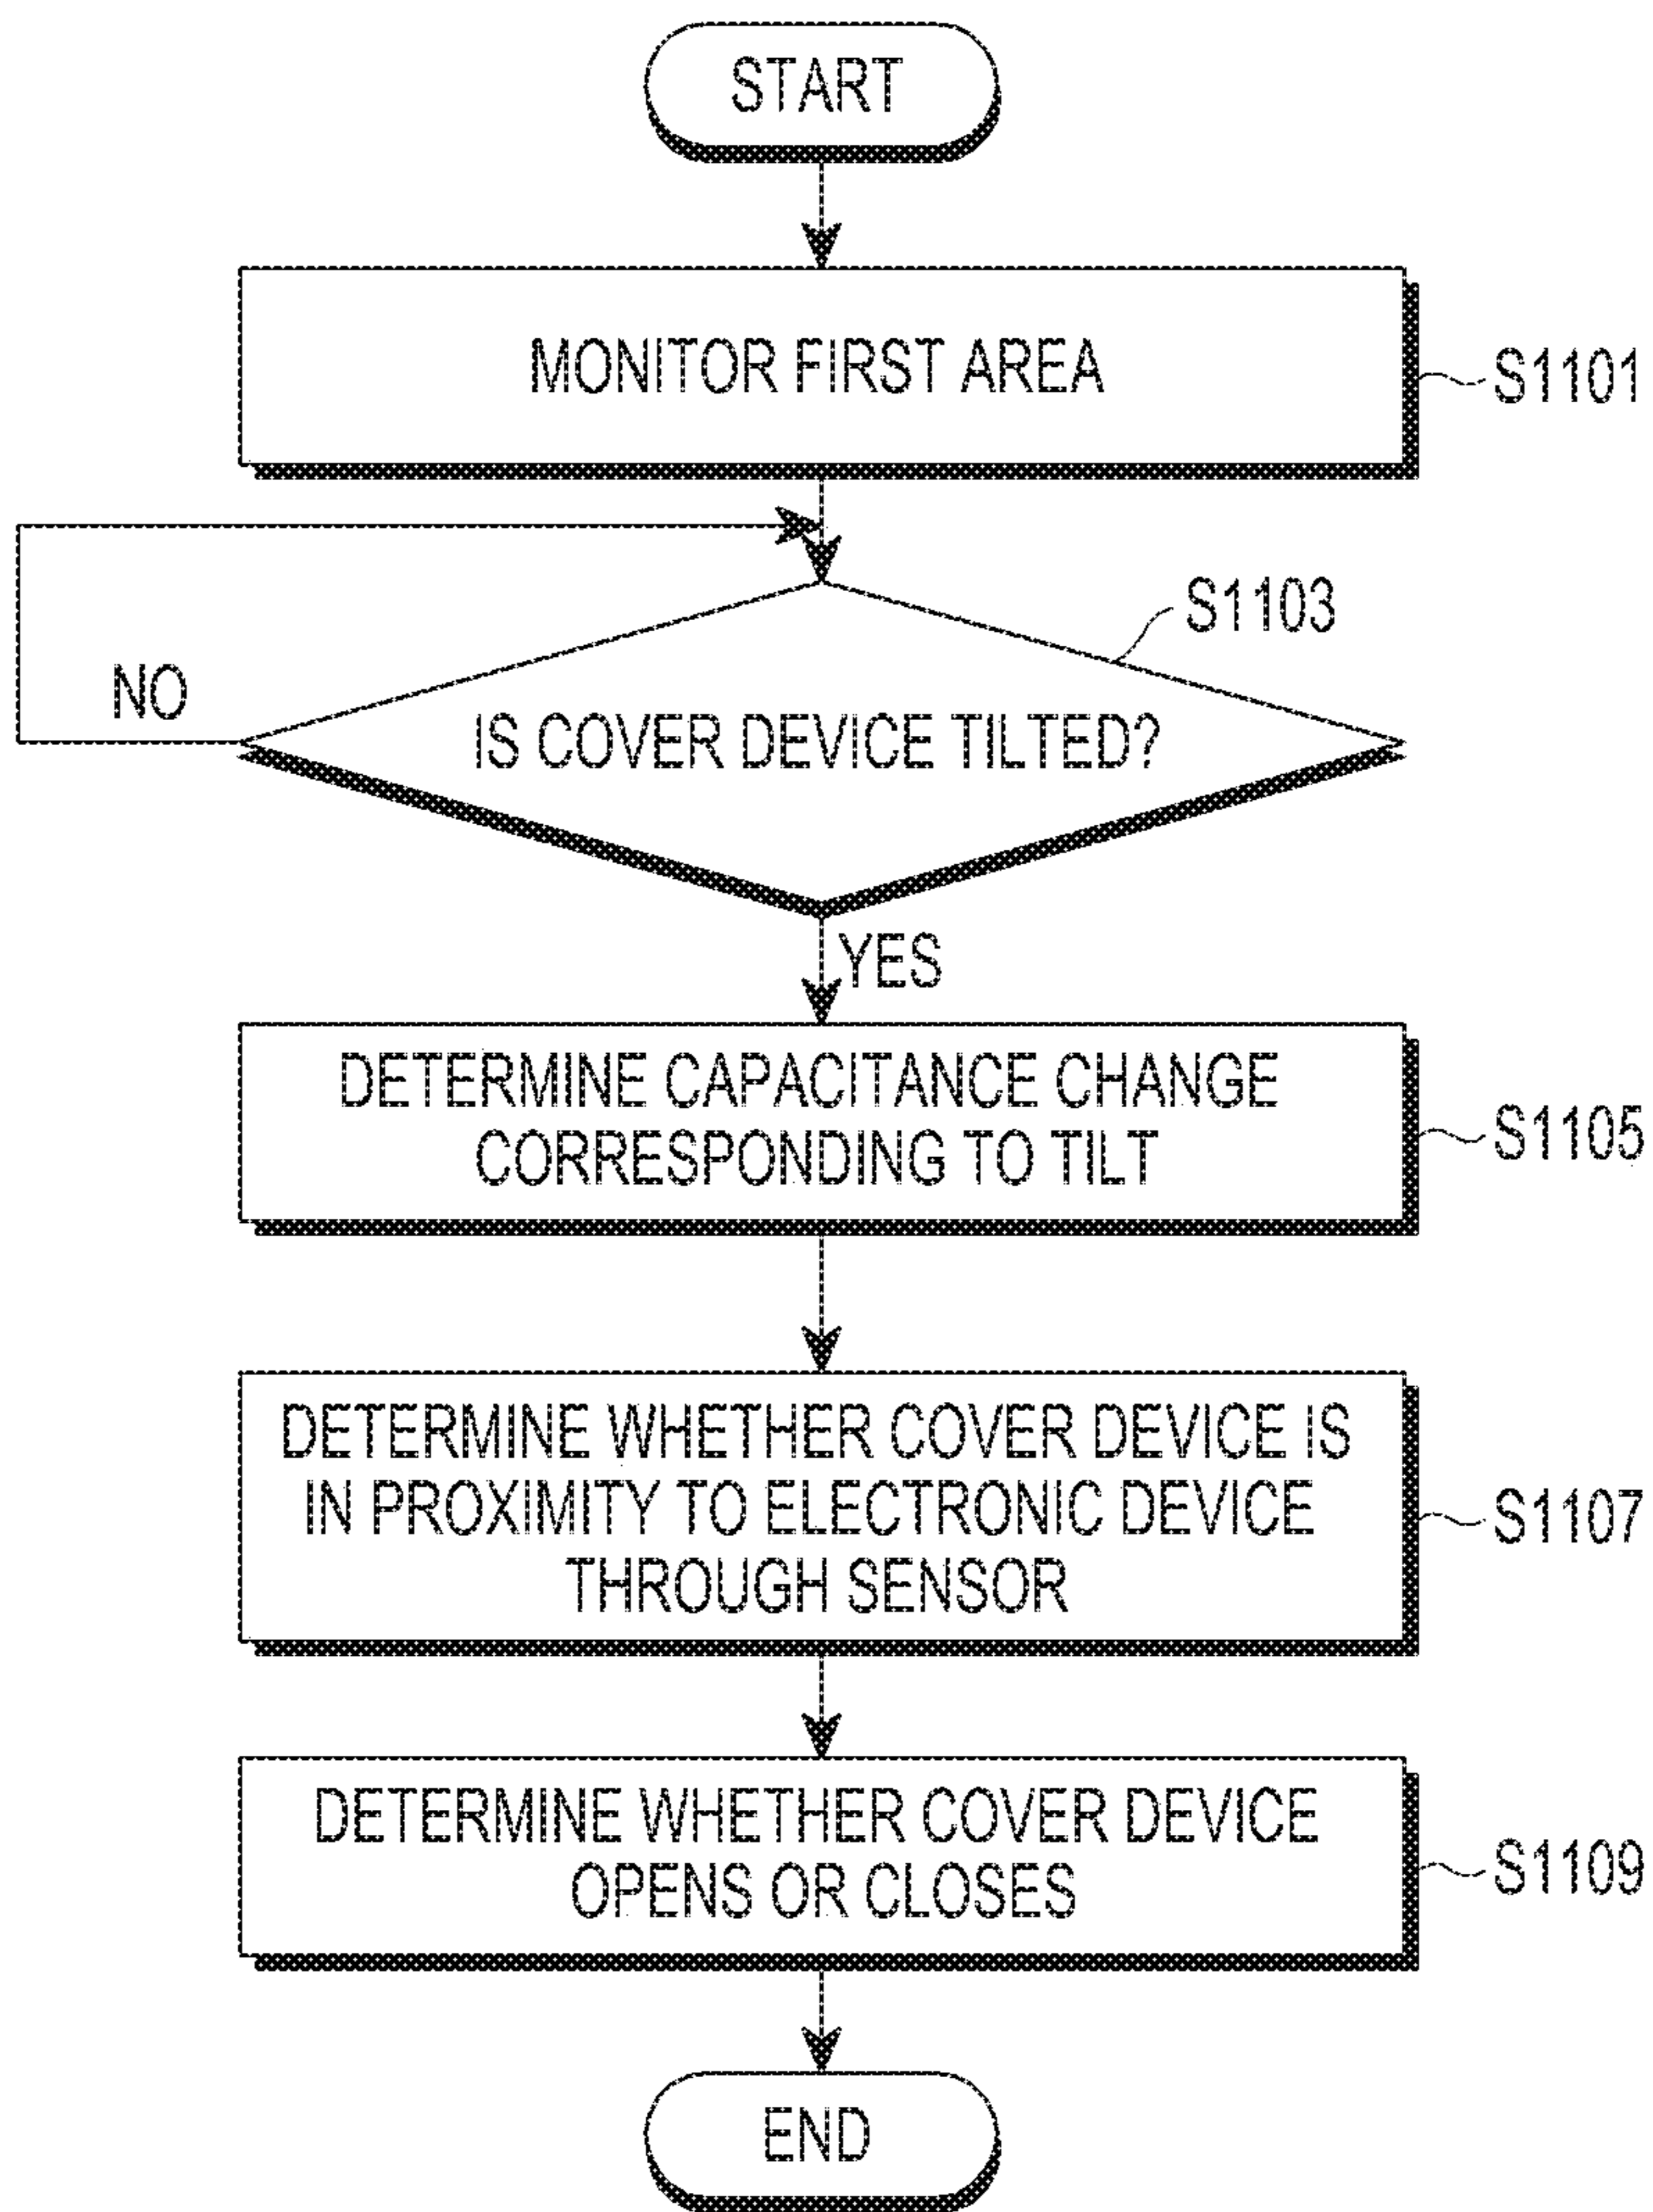 START
MONITOR FIRST AREA
S1101
S1103
NO
IS COVER DEVICE TILTED?
YES
DETERMINE CAPACITANCE CHANGE
CORRESPONDING TO TILT
S1105
DETERMINE WHETHER COVER DEVICE IS
IN PROXIMITY TO ELECTRONIC DEVICE
THROUGH SENSOR
S1107
DETERMINE WHETHER COVER DEVICE
OPENS OR CLOSES
S1109
END